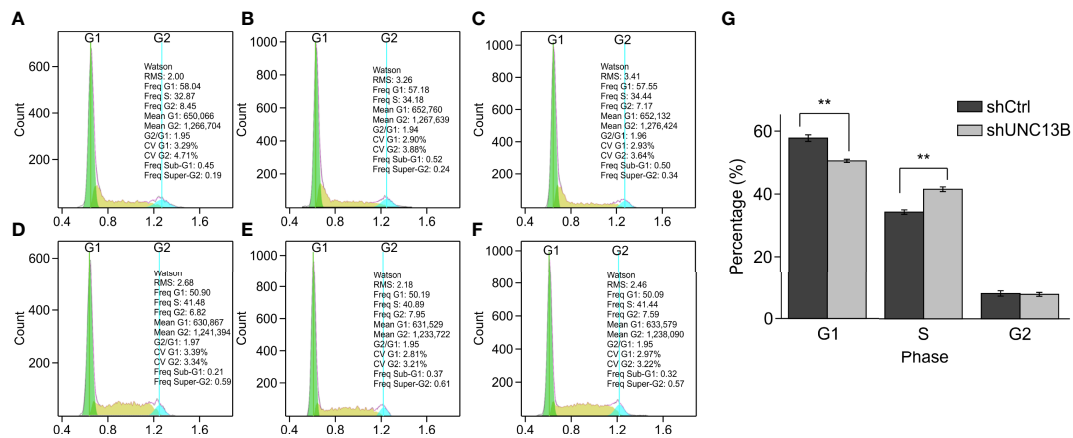 A
G1 G2
Count
600
400
200
0.4 0.8 1.2 1.6
Watson
RMS: 2.00
Freq G1: 58.04
Freq S: 32.87
Freq G2: 8.45
Mean G1: 650,066
Mean G2: 1,266,704
G2/G1: 1.95
CV G1: 3.29%
CV G2: 4.71%
Freq Sub-G1: 0.45
Freq Super-G2: 0.19
B
G1 G2
Count
1000
800
600
400
200
0.4 0.8 1.2 1.6
Watson
RMS: 3.26
Freq G1: 57.18
Freq S: 34.18
Freq G2: 8.24
Mean G1: 652,760
Mean G2: 1,267,639
G2/G1: 1.94
CV G1: 2.90%
CV G2: 3.88%
Freq Sub-G1: 0.52
Freq Super-G2: 0.24
C
G1 G2
Count
1000
800
600
400
200
0.4 0.8 1.2 1.6
Watson
RMS: 3.41
Freq G1: 57.55
Freq S: 34.44
Freq G2: 7.17
Mean G1: 652,132
Mean G2: 1,276,424
G2/G1: 1.96
CV G1: 2.93%
CV G2: 3.64%
Freq Sub-G1: 0.50
Freq Super-G2: 0.34
D
G1 G2
Count
600
400
200
0.4 0.8 1.2 1.6
Watson
RMS: 2.68
Freq G1: 50.90
Freq S: 41.48
Freq G2: 6.82
Mean G1: 630,867
Mean G2: 1,241,394
G2/G1: 1.97
CV G1: 3.39%
CV G2: 3.34%
Freq Sub-G1: 0.21
Freq Super-G2: 0.59
E
G1 G2
Count
1000
800
600
400
200
0.4 0.8 1.2 1.6
Watson
RMS: 2.18
Freq G1: 50.19
Freq S: 40.89
Freq G2: 7.95
Mean G1: 631,529
Mean G2: 1,233,722
G2/G1: 1.95
CV G1: 2.81%
CV G2: 3.21%
Freq Sub-G1: 0.37
Freq Super-G2: 0.61
F
G1 G2
Count
1000
800
600
400
200
0.4 0.8 1.2 1.6
Watson
RMS: 2.46
Freq G1: 50.09
Freq S: 41.44
Freq G2: 7.59
Mean G1: 633,579
Mean G2: 1,238,090
G2/G1: 1.95
CV G1: 2.97%
CV G2: 3.22%
Freq Sub-G1: 0.32
Freq Super-G2: 0.57
G
shCtrl
shUNC13B
**
**
Percentage (%)
60
40
20
0
G1 S G2
Phase